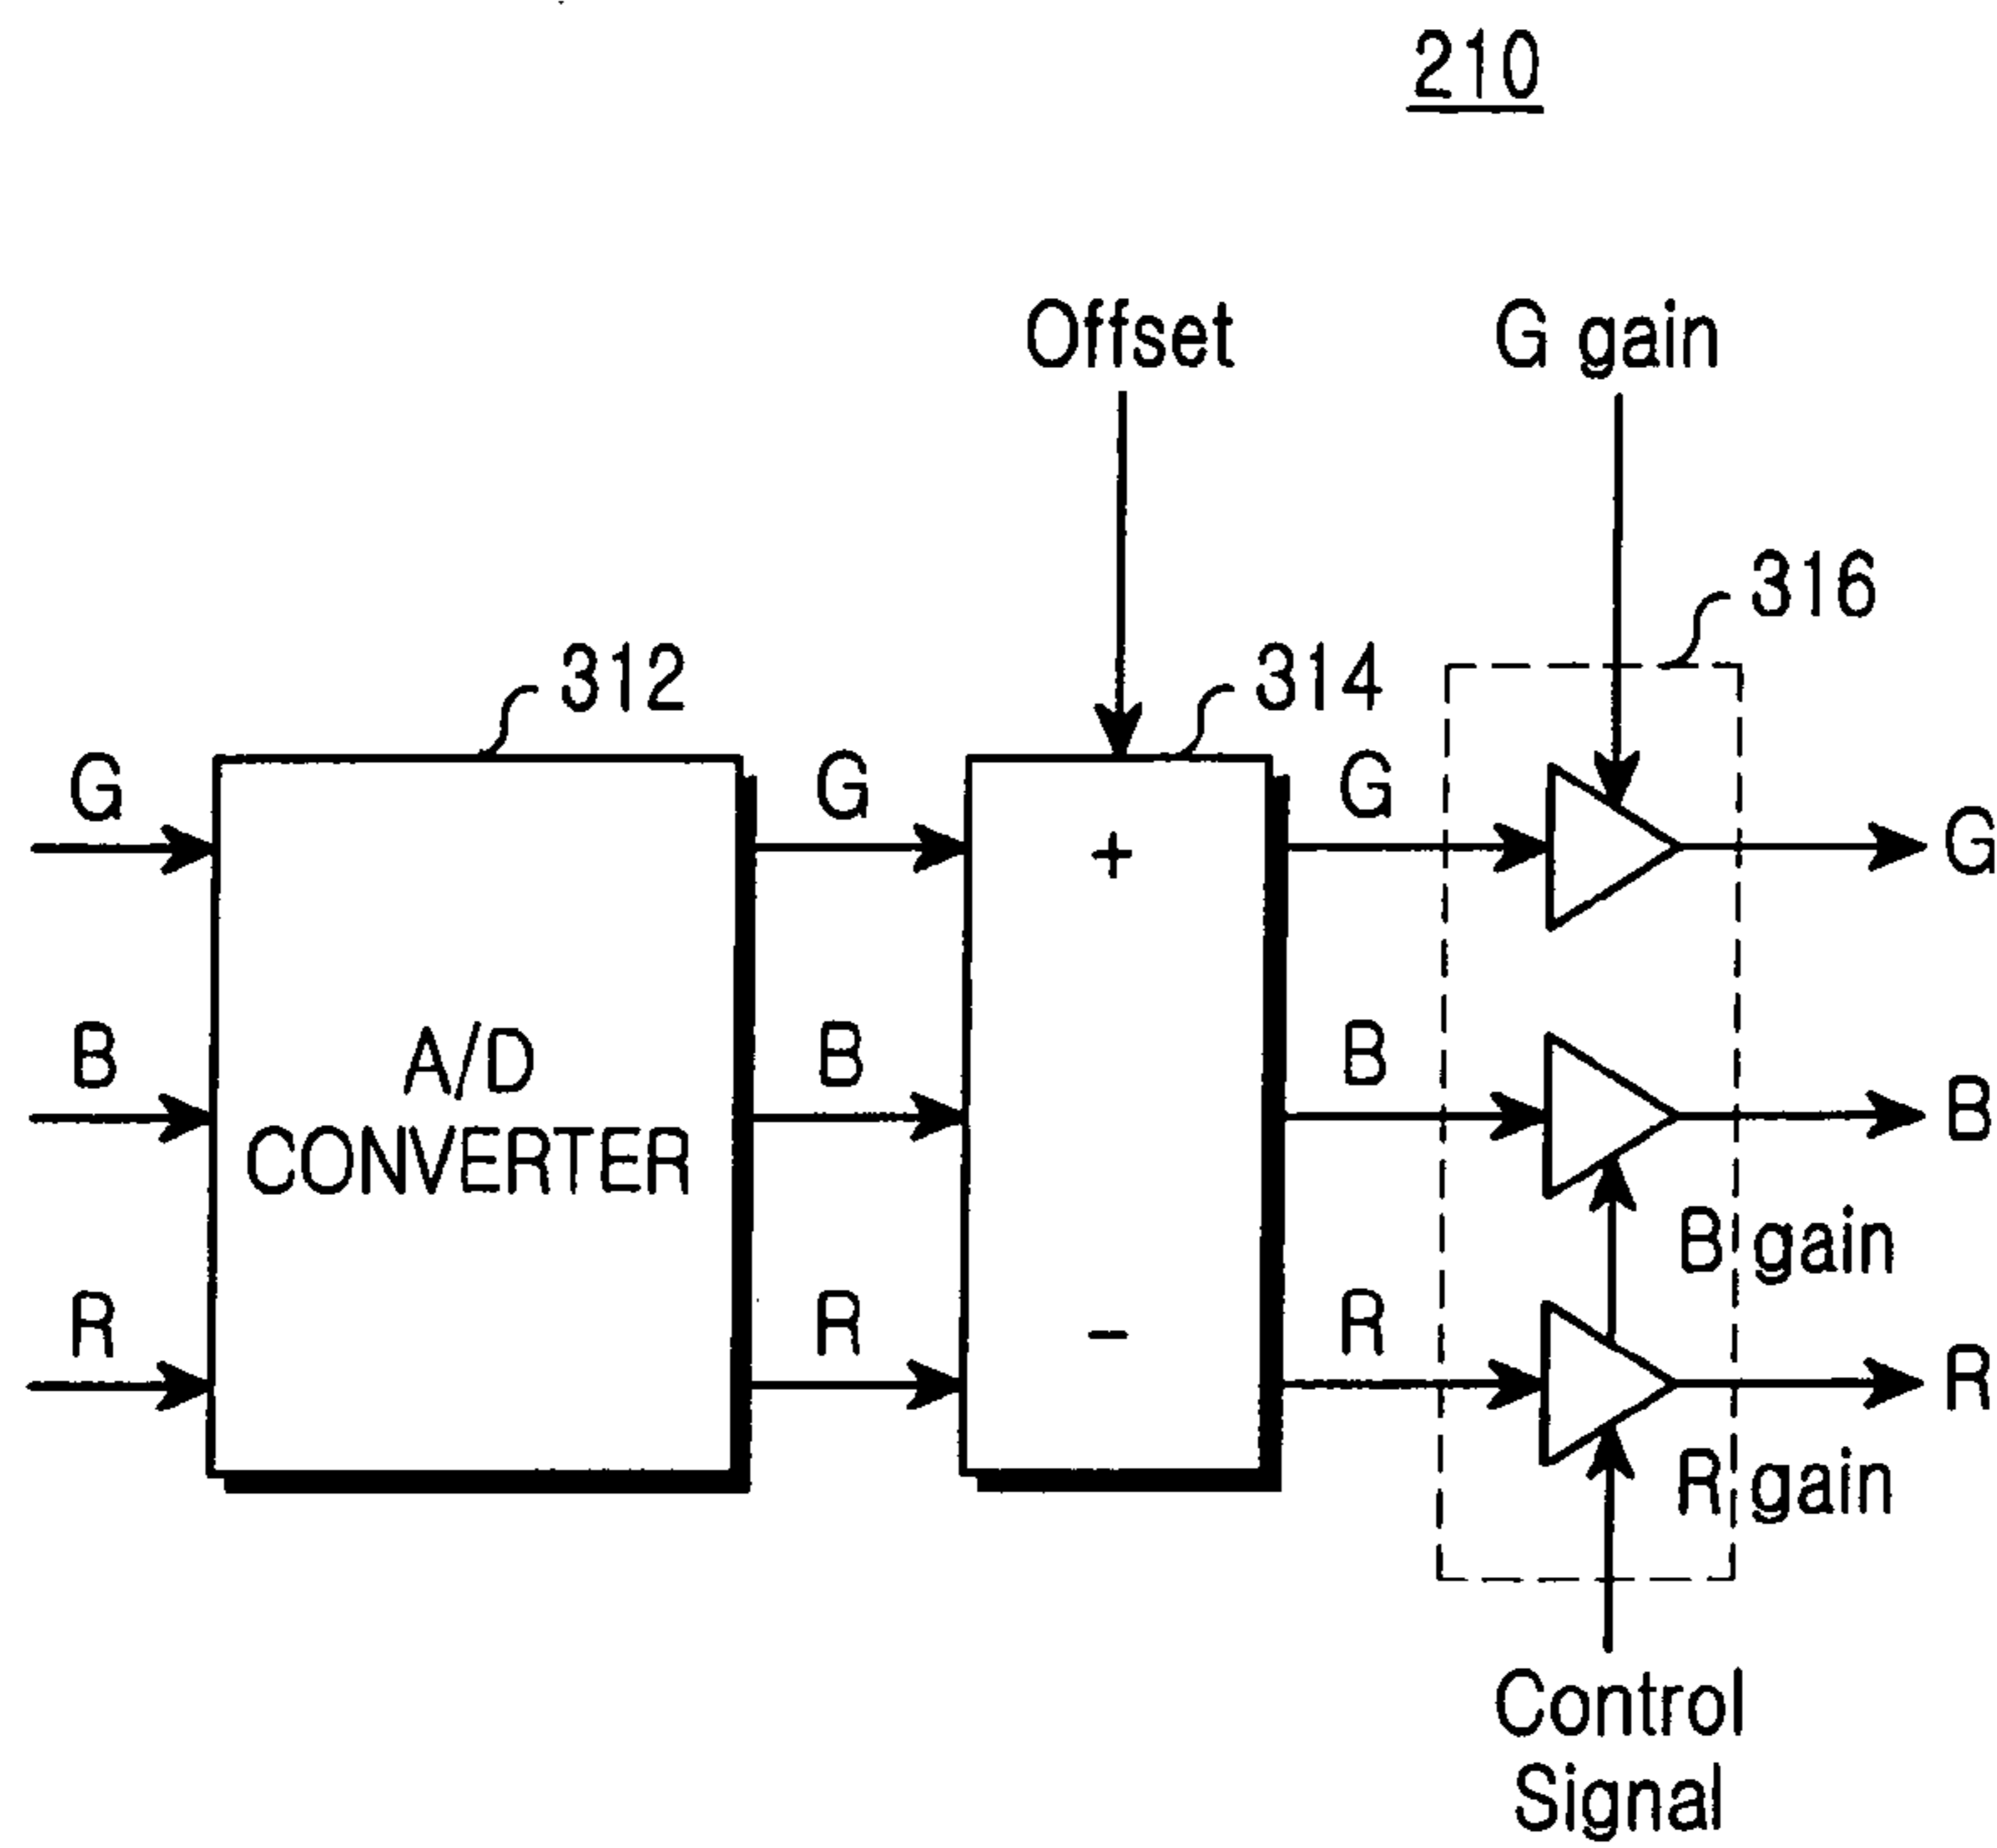 210
Offset
G gain
316
312
314
G
G
G
G
+
B
A/D
CONVERTER
B
B
B
B gain
R
R
–
R
R
R gain
Control
Signal